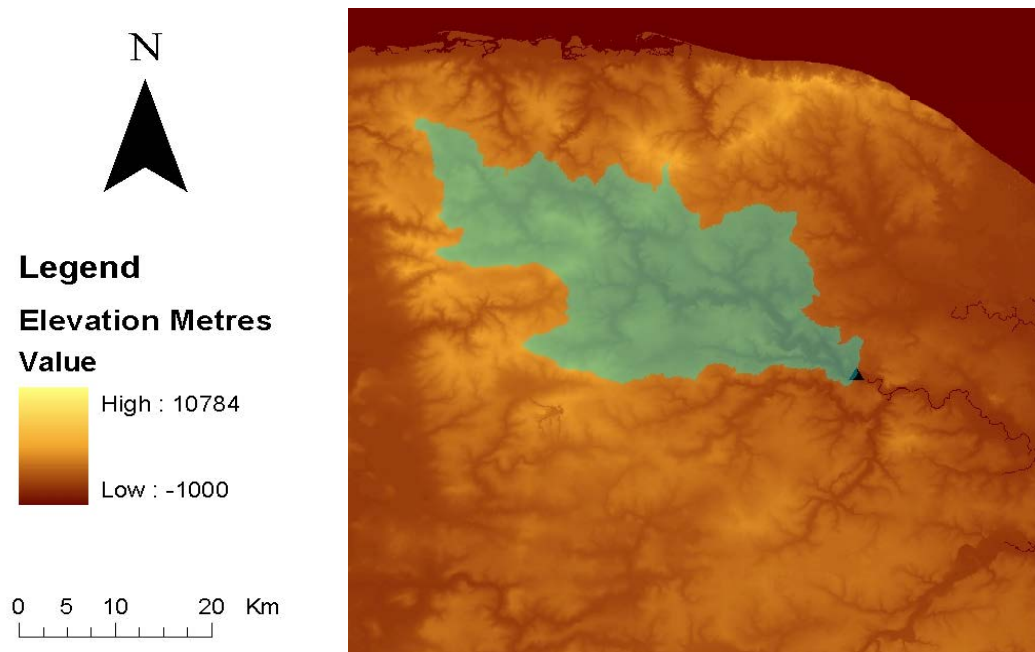 N
Legend
Elevation Metres
Value
High : 10784
Low : -1000
0 5 10 20 Km